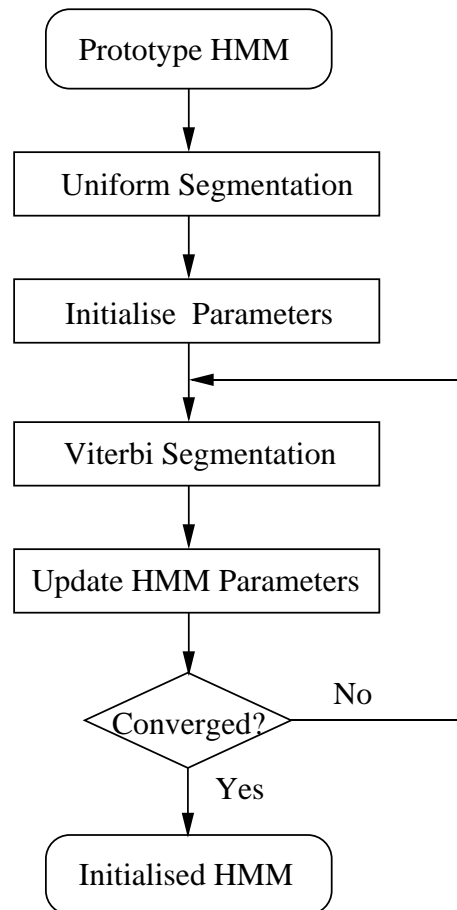 Prototype HMM
Uniform Segmentation
Initialise Parameters
Viterbi Segmentation
Update HMM Parameters
Converged?
No
Yes
Initialised HMM